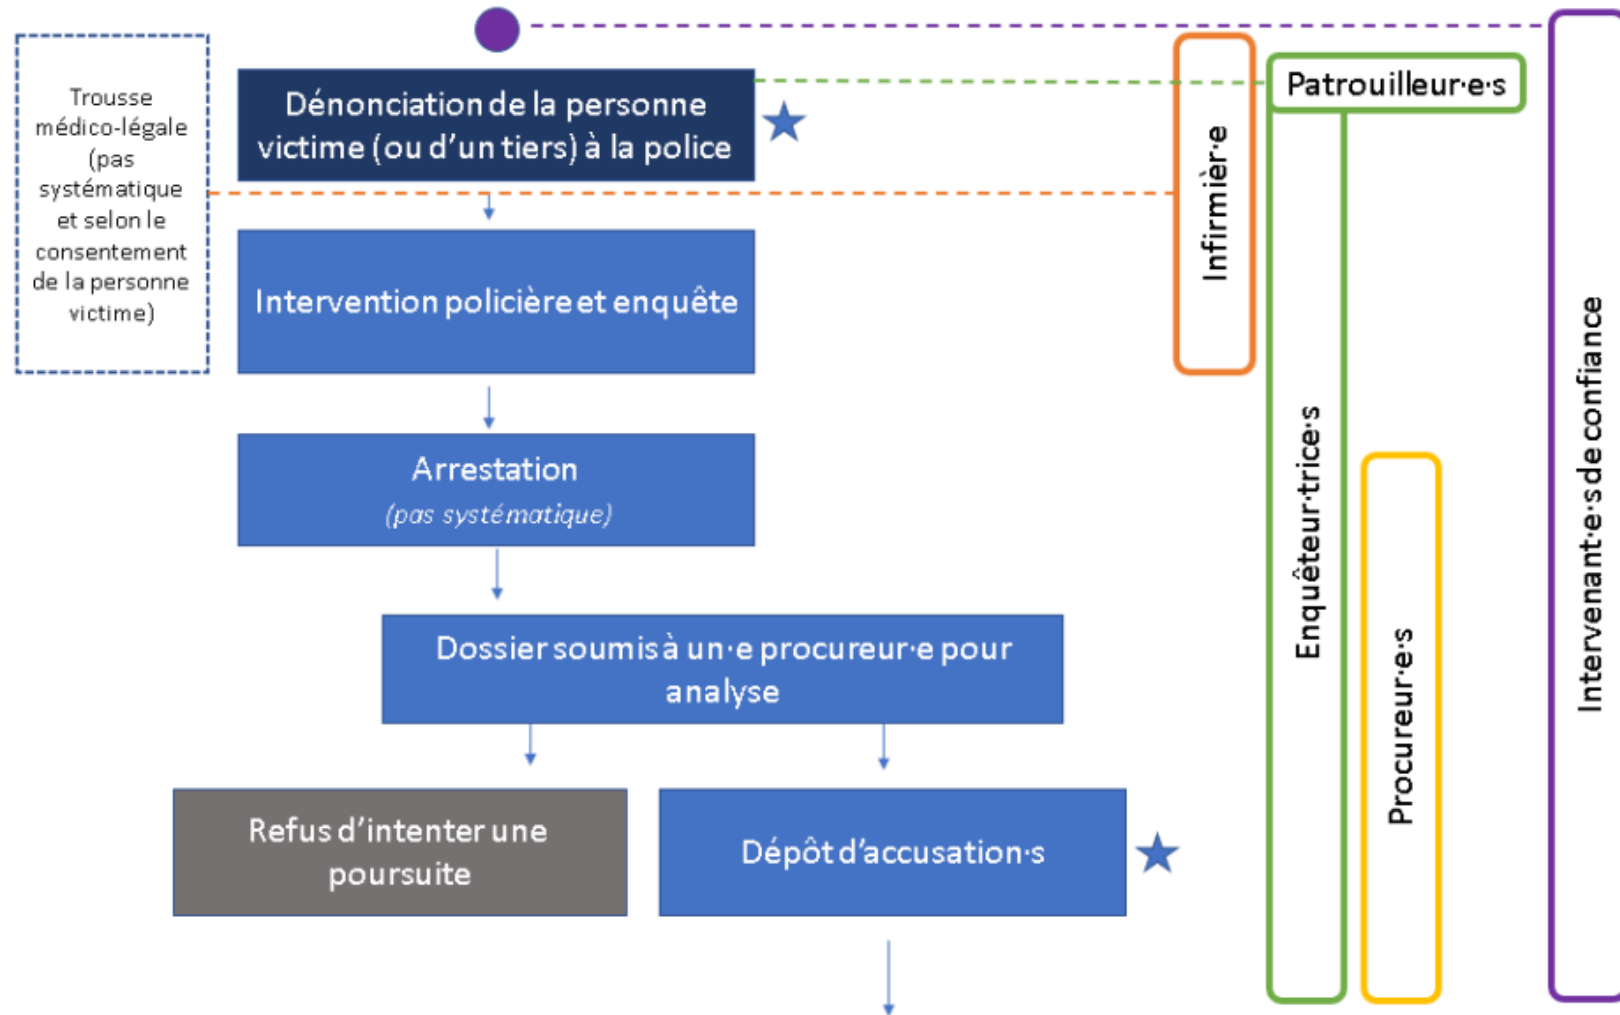 Trousse
médico-légale
(pas
systématique
et selon le
consentement
de la personne
victime)
Dénonciation de la personne
victime (ou d'un tiers) à la police
Intervention policière et enquête
Arrestation
(pas systématique)
Dossier soumis à un·e procureur·e pour
analyse
Refus d'intenter une
poursuite
Dépôt d'accusation·s
Infirmière·e
Patrouilleur·e·s
Enquêteur·trice·s
Procureur·e·s
Intervenant·e·s de confiance